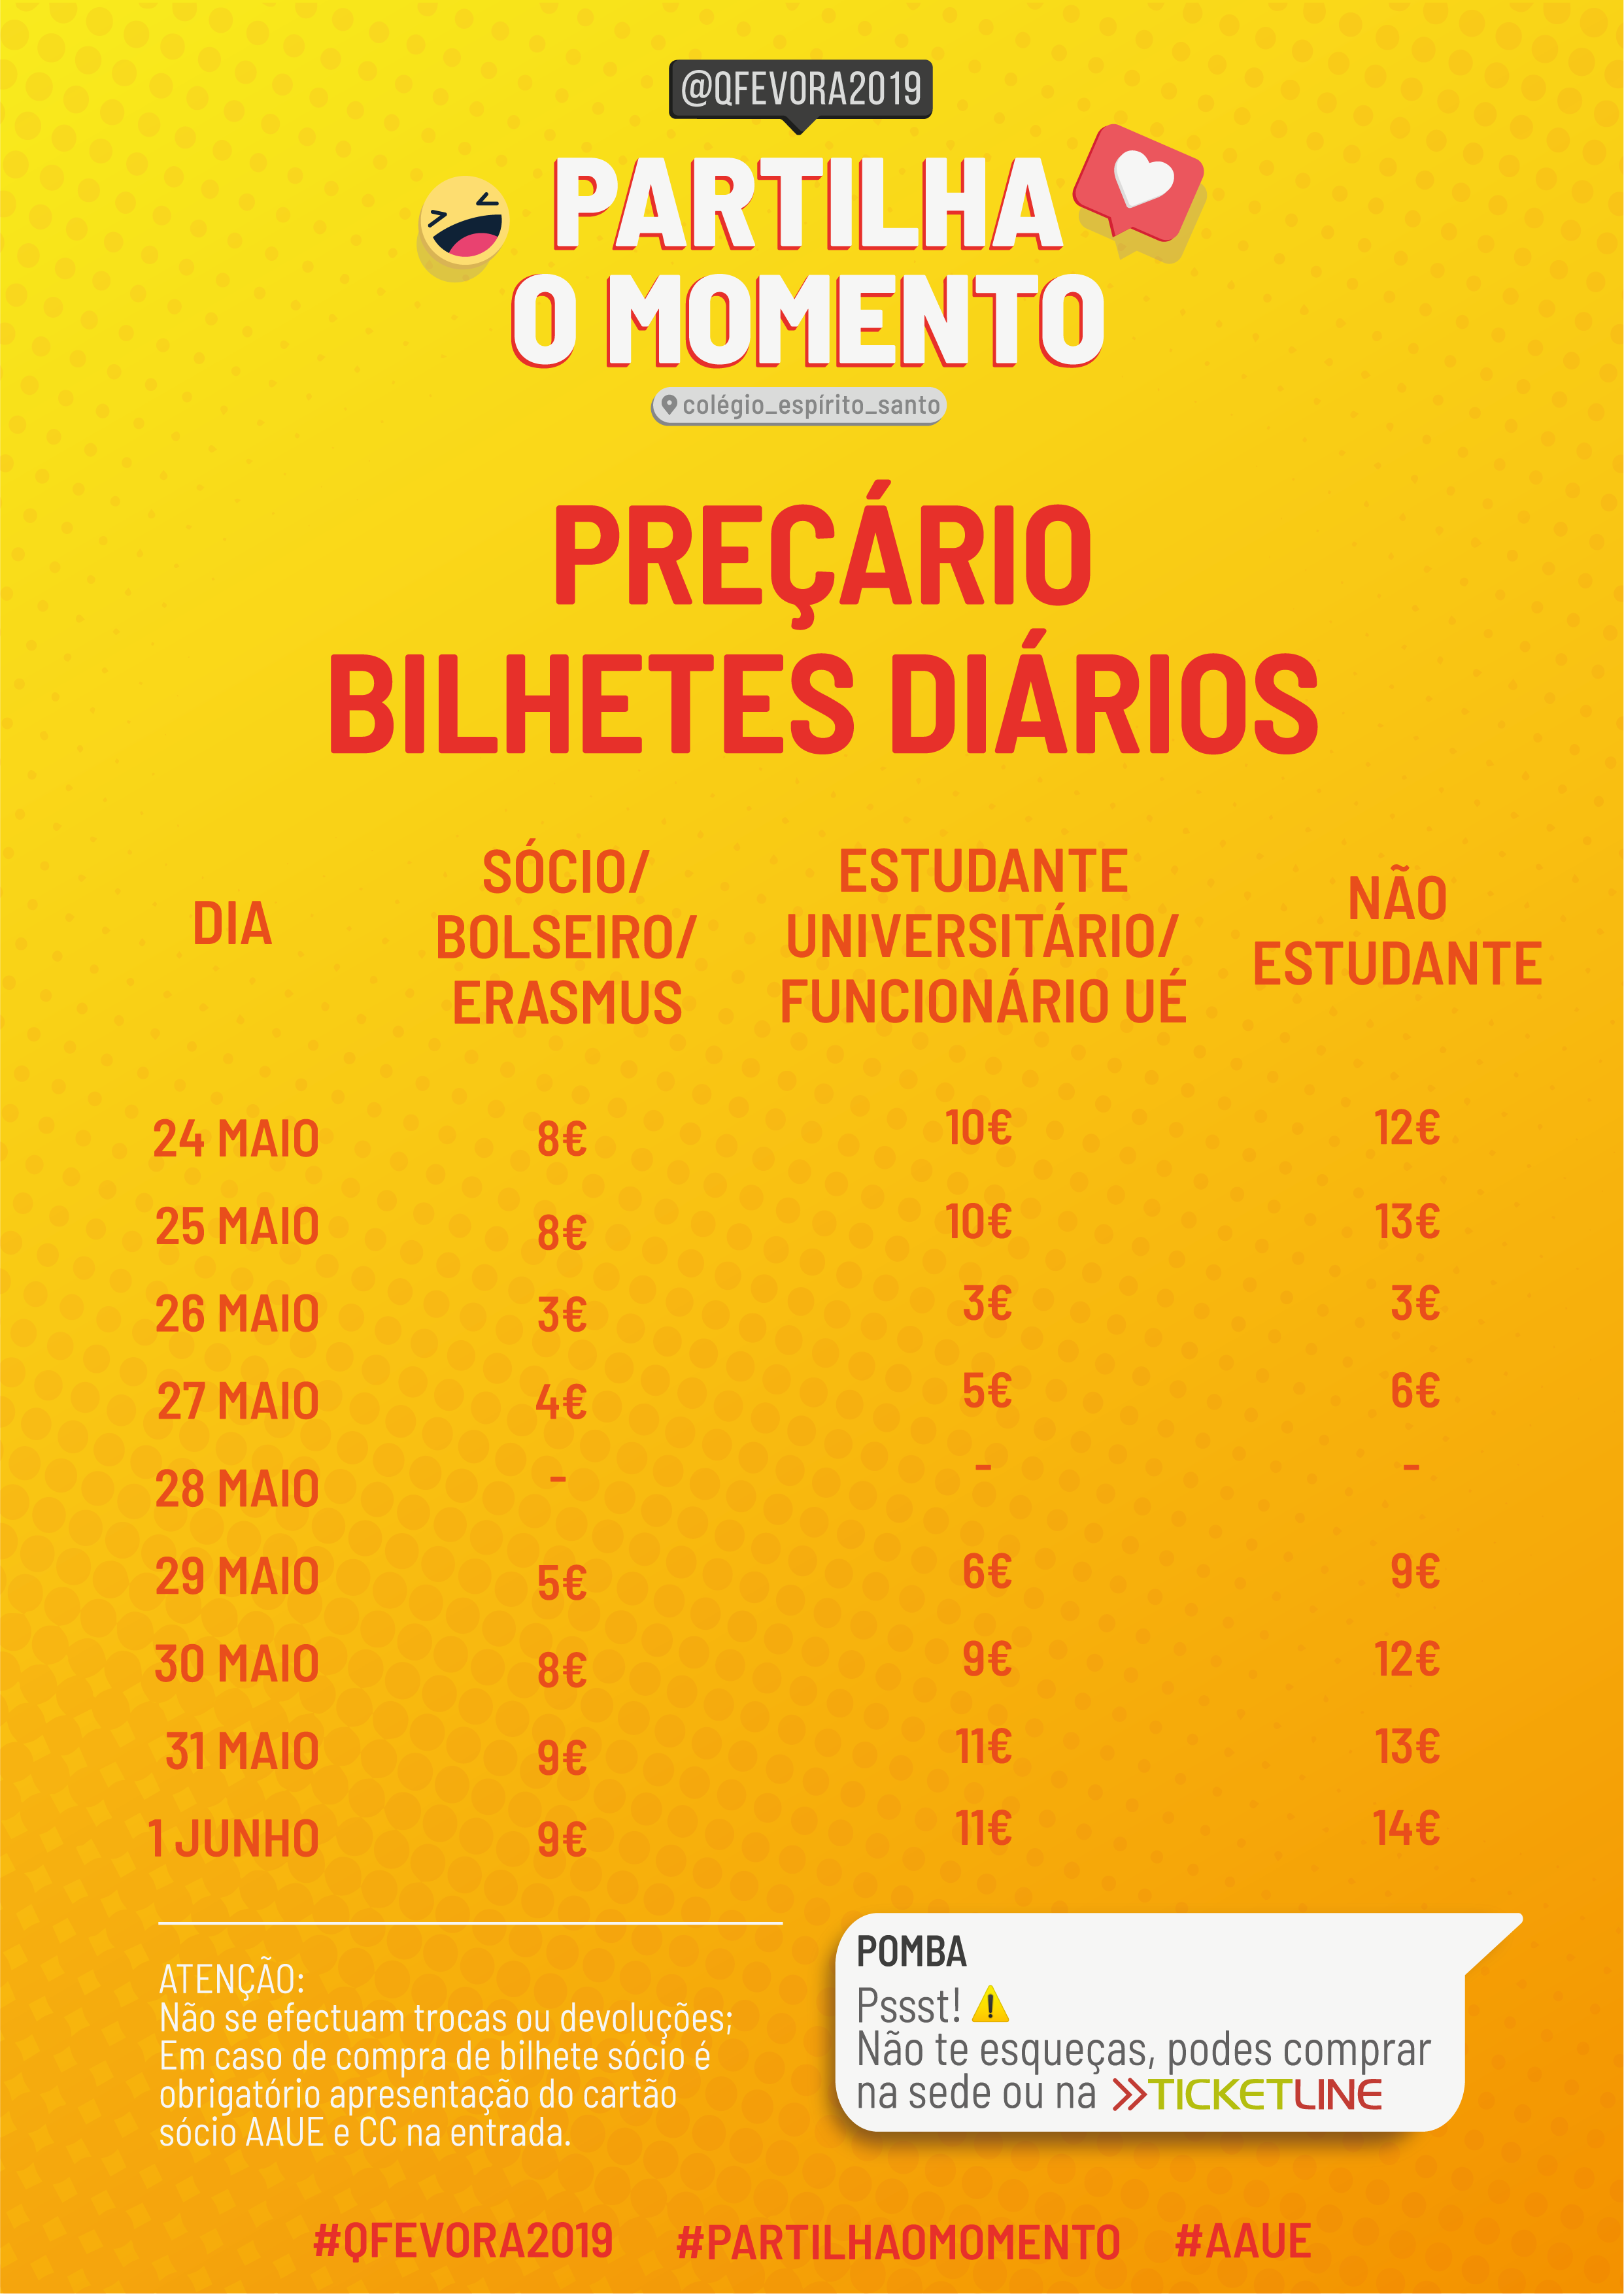 @QFEVORA2019
PARTILHA
O MOMENTO
colégio_espírito_santo
PREÇÁRIO
BILHETES DIÁRIOS
DIA
SÓCIO/
BOLSEIRO/
ERASMUS
ESTUDANTE
UNIVERSITÁRIO/
FUNCIONÁRIO UÉ
NÃO
ESTUDANTE
24 MAIO 8€ 10€ 12€
25 MAIO 8€ 10€ 13€
26 MAIO 3€ 3€ 3€
27 MAIO 4€ 5€ 6€
28 MAIO - - -
29 MAIO 5€ 6€ 9€
30 MAIO 8€ 9€ 12€
31 MAIO 9€ 11€ 13€
1 JUNHO 9€ 11€ 14€
ATENÇÃO:
Não se efectuam trocas ou devoluções;
Em caso de compra de bilhete sócio é
obrigatório apresentação do cartão
sócio AAUE e CC na entrada.
POMBA
Pssst! ⚠
Não te esqueças, podes comprar
na sede ou na TICKETLINE
#QFEVORA2019 #PARTILHAOMOMENTO #AAUE